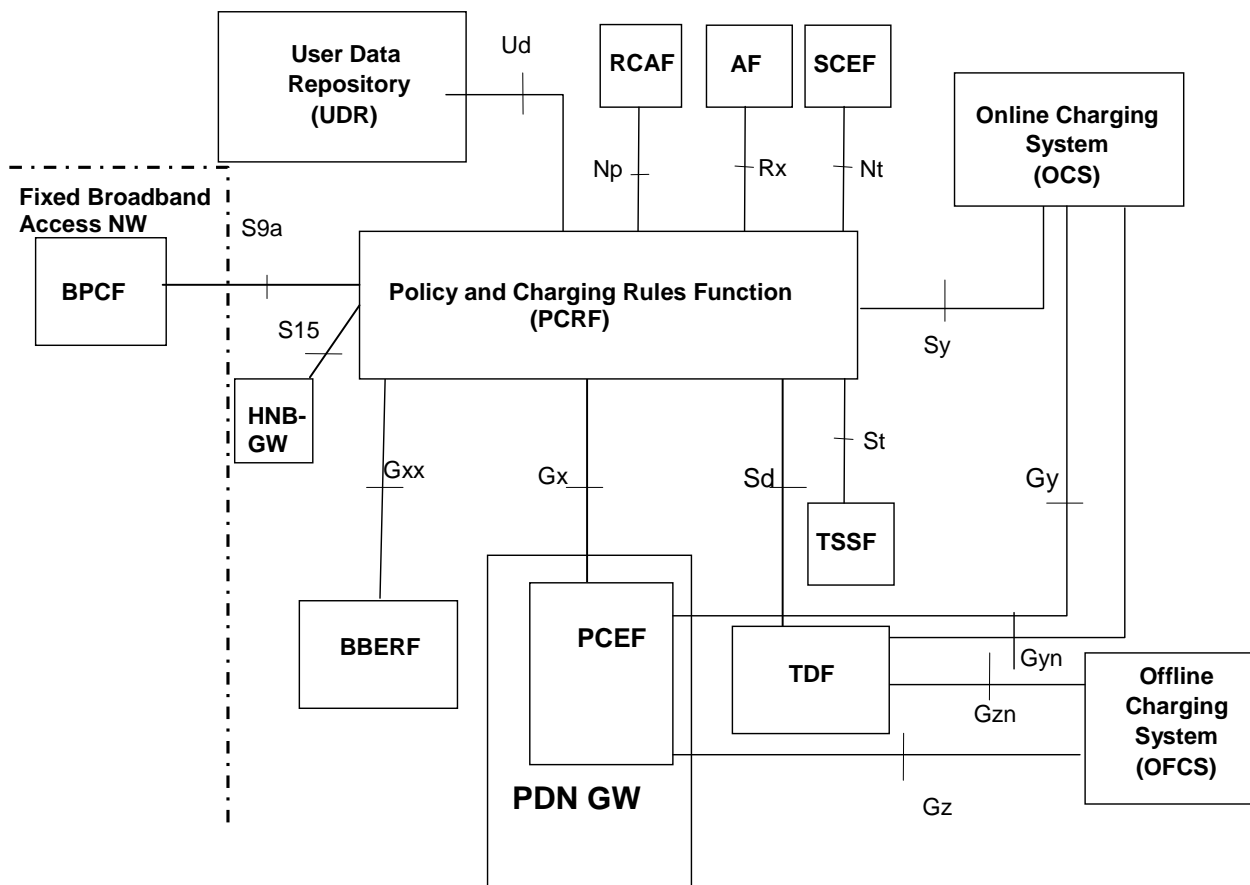 User Data
Repository
(UDR)
Ud
RCAF
AF
SCEF
Online Charging
System
(OCS)
Np
Rx
Nt
Fixed Broadband
Access NW
S9a
BPCF
Policy and Charging Rules Function
(PCRF)
S15
Sy
HNB-
GW
Gxx
Gx
Sd
St
Gy
TSSF
BBERF
PCEF
TDF
Gyn
Gzn
Offline
Charging
System
(OFCS)
PDN GW
Gz